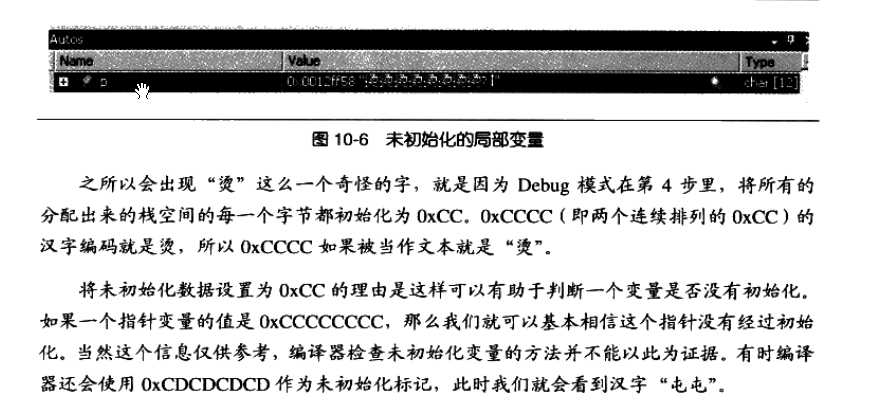 Autos
Name Value Type
p 0x0012ff58 "烫烫烫烫烫烫烫 char [12]
图 10-6 未初始化的局部变量
之所以会出现“烫”这么一个奇怪的字，就是因为 Debug 模式在第 4 步里，将所有的
分配出来的栈空间的每一个字节都初始化为 0xCC。0xCCCC（即两个连续排列的 0xCC）的
汉字编码就是烫，所以 0xCCCC 如果被当作文本就是“烫”。
将未初始化数据设置为 0xCC 的理由是这样可以有助于判断一个变量是否没有初始化。
如果一个指针变量的值是 0xCCCCCCCC，那么我们就可以基本相信这个指针没有经过初始
化。当然这个信息仅供参考，编译器检查未初始化变量的方法并不能以此为证据。有时编译
器还会使用 0xCDCDCDCD 作为未初始化标记，此时我们就会看到汉字“屯屯”。